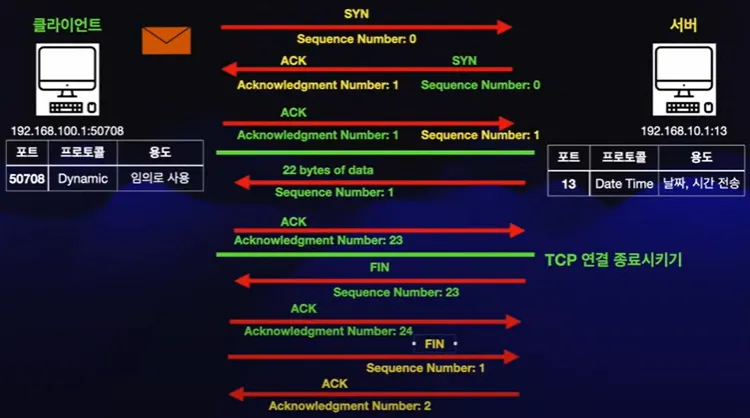 클라이언트
SYN
서버
Sequence Number: 0
ACK
SYN
Acknowledgment Number: 1
Sequence Number: 0
ACK
192.168.100.1:50708
Acknowledgment Number: 1
Sequence Number: 1
192.168.10.1:13
포트 프로토콜 용도
50708 Dynamic 임의로 사용
포트 프로토콜 용도
13 Date Time 날짜, 시간 전송
22 bytes of data
Sequence Number: 1
ACK
Acknowledgment Number: 23
TCP 연결 종료시키기
FIN
Sequence Number: 23
ACK
Acknowledgment Number: 24
FIN
Sequence Number: 1
ACK
Acknowledgment Number: 2